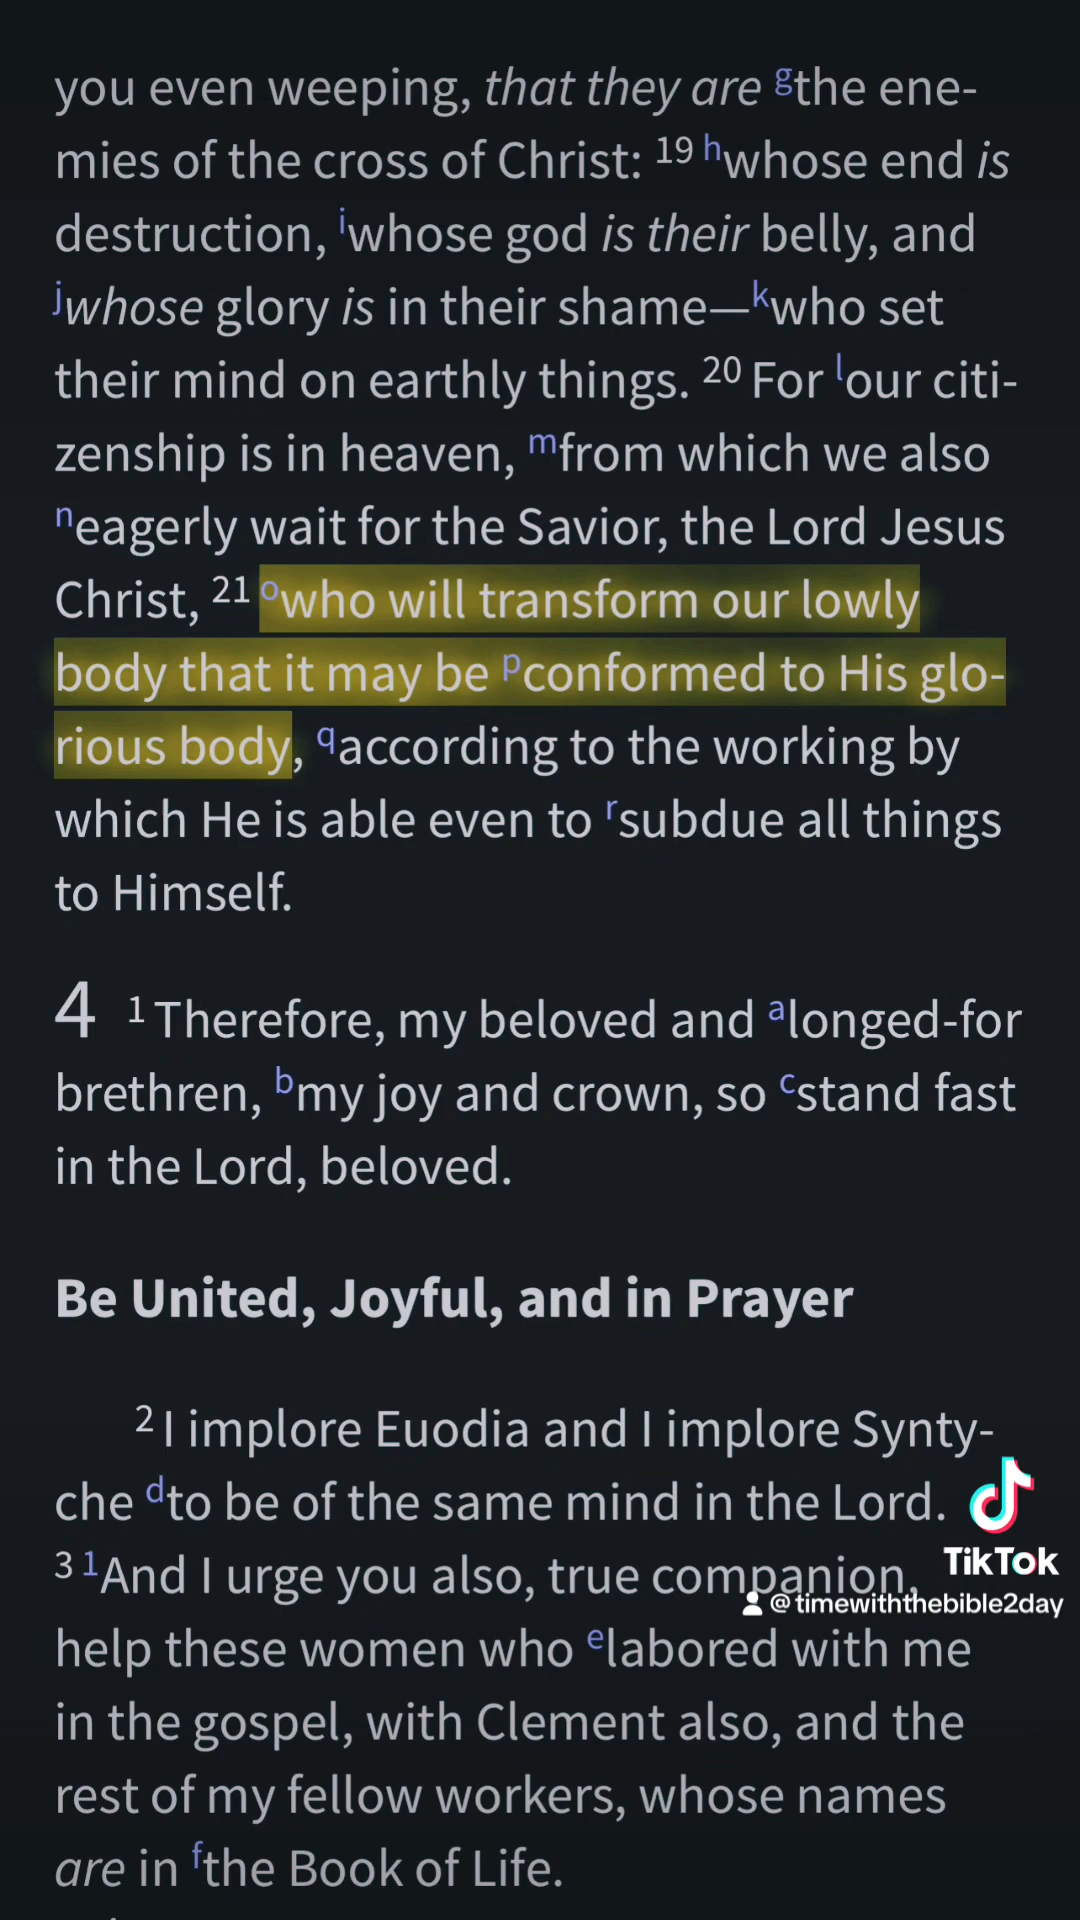 you even weeping, that they are gthe ene-
mies of the cross of Christ: 19 hwhose end is
destruction, iwhose god is their belly, and
jwhose glory is in their shame—kwho set
their mind on earthly things. 20 For lour citi-
zenship is in heaven, mfrom which we also
neagerly wait for the Savior, the Lord Jesus
Christ, 21 owho will transform our lowly
body that it may be pconformed to His glo-
rious body, qaccording to the working by
which He is able even to rsubdue all things
to Himself.
4 1 Therefore, my beloved and alonged-for
brethren, bmy joy and crown, so cstand fast
in the Lord, beloved.
Be United, Joyful, and in Prayer
2 I implore Euodia and I implore Synty-
che dto be of the same mind in the Lord.
3 1And I urge you also, true companion,
help these women who elabored with me
in the gospel, with Clement also, and the
rest of my fellow workers, whose names
are in fthe Book of Life.
TikTok
@timewiththebible2day